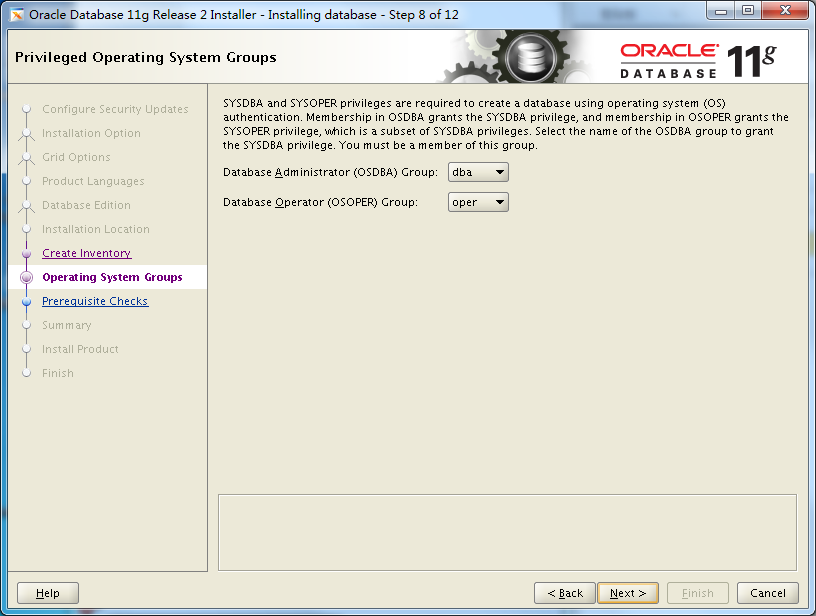 Oracle Database 11g Release 2 Installer - Installing database - Step 8 of 12
Privileged Operating System Groups
ORACLE
DATABASE
11g
Configure Security Updates
Installation Option
Grid Options
Product Languages
Database Edition
Installation Location
Create Inventory
Operating System Groups
Prerequisite Checks
Summary
Install Product
Finish
SYSDBA and SYSOPER privileges are required to create a database using operating system (OS)
authentication. Membership in OSDBA grants the SYSDBA privilege, and membership in OSOPER grants the
SYSOPER privilege, which is a subset of SYSDBA privileges. Select the name of the OSDBA group to grant
the SYSDBA privilege. You must be a member of this group.
Database Administrator (OSDBA) Group: dba
Database Operator (OSOPER) Group: oper
Help
< Back
Next >
Finish
Cancel